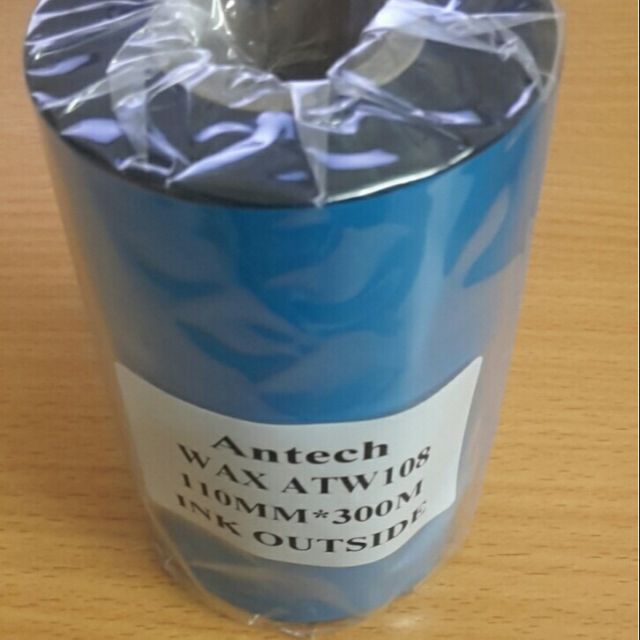 Antech
WAX ATW108
110MM*300M
INK OUTSIDE